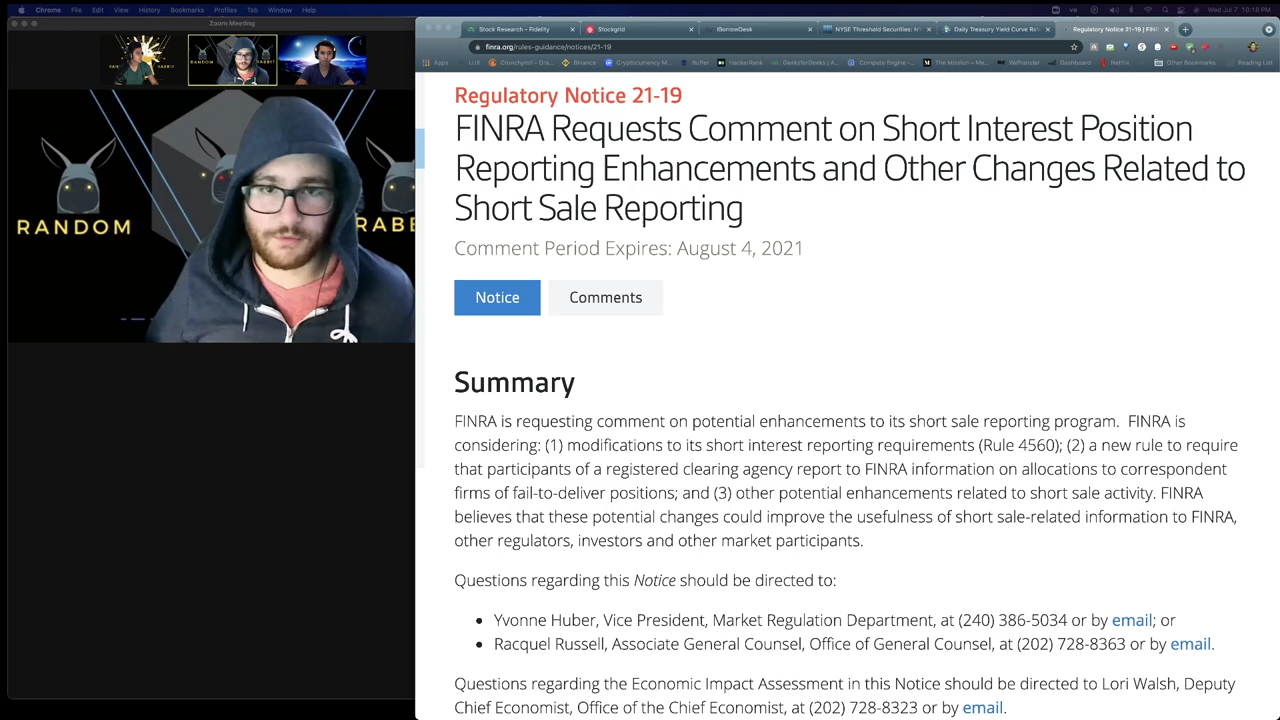 Chrome File Edit View History Bookmarks Profiles Tab Window Help
Wed Jul 7 10:18 PM
Zoom Meeting
RANDOM RABBIT
RANDOM
RABB
Stock Research - Fidelity
Stockgrid
IBorrowDesk
NYSE Threshold Securities: NY
Daily Treasury Yield Curve Ra
Regulatory Notice 21-19 | FIN
finra.org/rules-guidance/notices/21-19
Apps
Crunchyroll - Dra...
Binance
Cryptocurrency M...
Buffer
HackerRank
GeeksforGeeks | A...
Compute Engine -...
The Mission – Me...
WeTransfer
Dashboard
Netflix
Other Bookmarks
Reading List
Regulatory Notice 21-19
FINRA Requests Comment on Short Interest Position
Reporting Enhancements and Other Changes Related to
Short Sale Reporting
Comment Period Expires: August 4, 2021
Notice
Comments
Summary
FINRA is requesting comment on potential enhancements to its short sale reporting program. FINRA is
considering: (1) modifications to its short interest reporting requirements (Rule 4560); (2) a new rule to require
that participants of a registered clearing agency report to FINRA information on allocations to correspondent
firms of fail-to-deliver positions; and (3) other potential enhancements related to short sale activity. FINRA
believes that these potential changes could improve the usefulness of short sale-related information to FINRA,
other regulators, investors and other market participants.
Questions regarding this Notice should be directed to:
• Yvonne Huber, Vice President, Market Regulation Department, at (240) 386-5034 or by email; or
• Racquel Russell, Associate General Counsel, Office of General Counsel, at (202) 728-8363 or by email.
Questions regarding the Economic Impact Assessment in this Notice should be directed to Lori Walsh, Deputy
Chief Economist, Office of the Chief Economist, at (202) 728-8323 or by email.